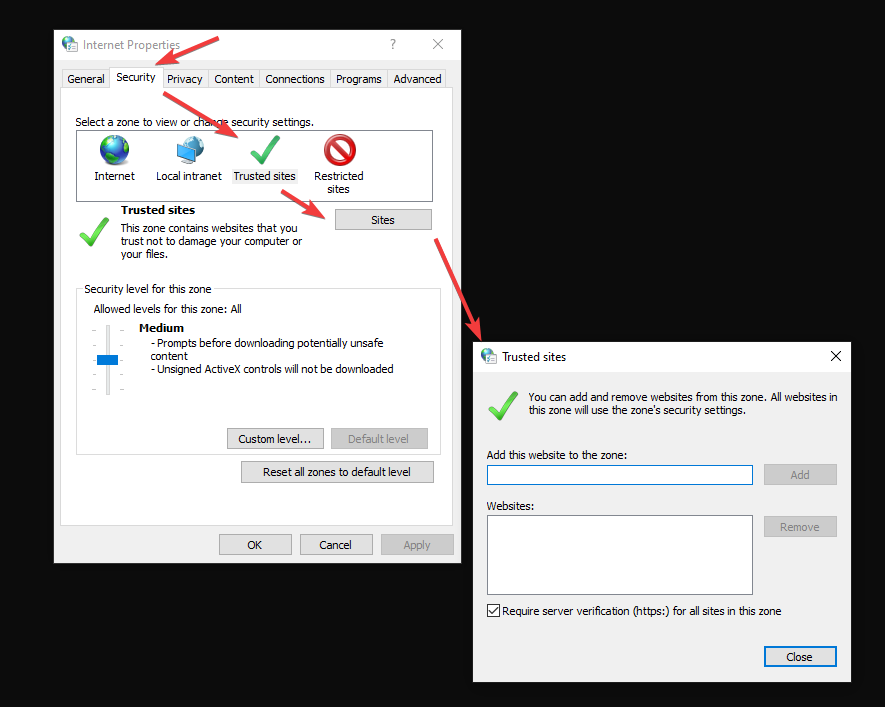 Internet Properties
?
General Security Privacy Content Connections Programs Advanced
Select a zone to view or change security settings.
Internet
Local intranet
Trusted sites
Restricted
sites
Trusted sites
This zone contains websites that you
trust not to damage your computer or
your files.
Sites
Security level for this zone
Allowed levels for this zone: All
Medium
- Prompts before downloading potentially unsafe
content
- Unsigned ActiveX controls will not be downloaded
Custom level...
Default level
Reset all zones to default level
OK
Cancel
Apply
Trusted sites
You can add and remove websites from this zone. All websites in
this zone will use the zone's security settings.
Add this website to the zone:
Add
Websites:
Remove
Require server verification (https:) for all sites in this zone
Close